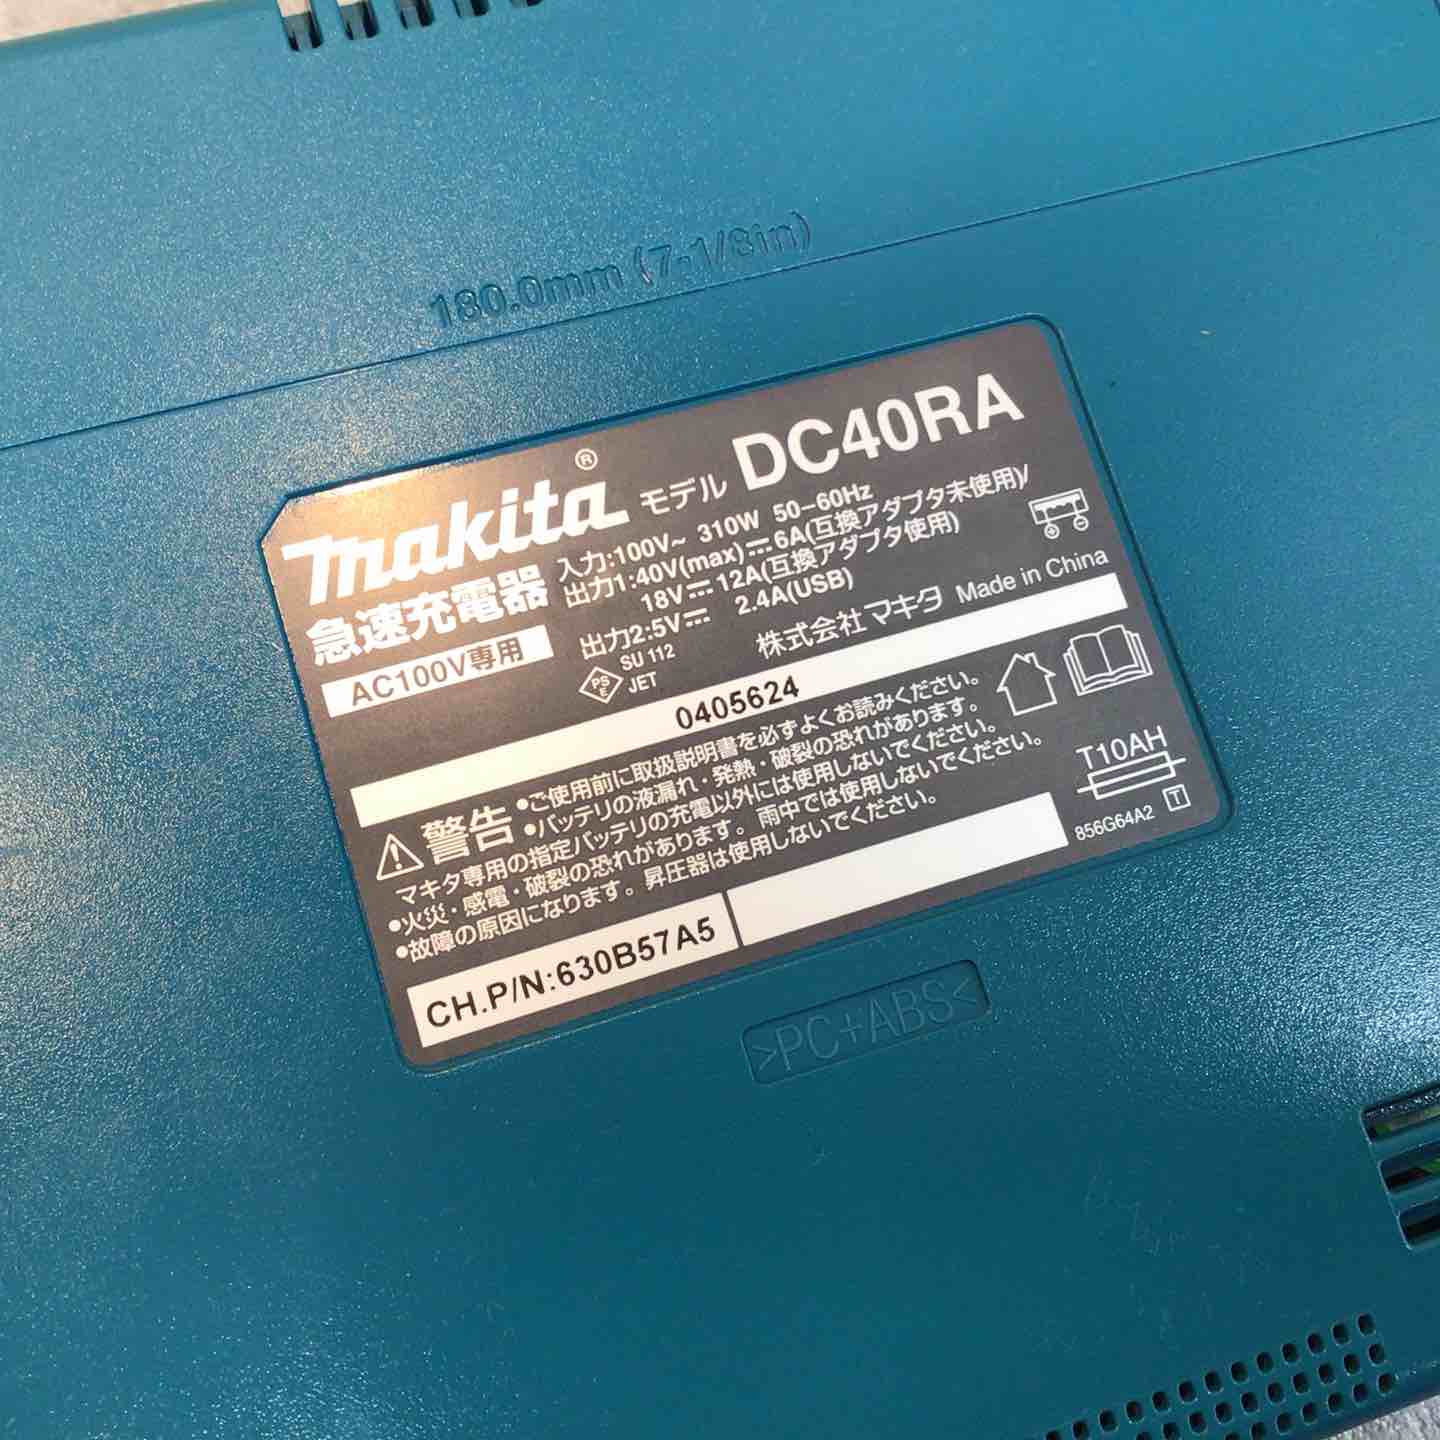 180.0mm (7-1/8in)
makita® モデル DC40RA
急速充電器
AC100V専用
入力:100V~ 310W 50-60Hz
出力1:40V(max)⎓6A(互換アダプタ未使用)/
18V⎓12A(互換アダプタ使用)
出力2:5V⎓ 2.4A(USB)
PS
E
SU 112
JET
株式会社マキタ Made in China
0405624
警告 •ご使用前に取扱説明書を必ずよくお読みください。
•バッテリの液漏れ・発熱・破裂の恐れがあります。
マキタ専用の指定バッテリの充電以外には使用しないでください。
•火災・感電・破裂の恐れがあります。雨中では使用しないでください。
•故障の原因になります。昇圧器は使用しないでください。
T10AH
856G64A2 T
CH.P/N:630B57A5
>PC+ABS<